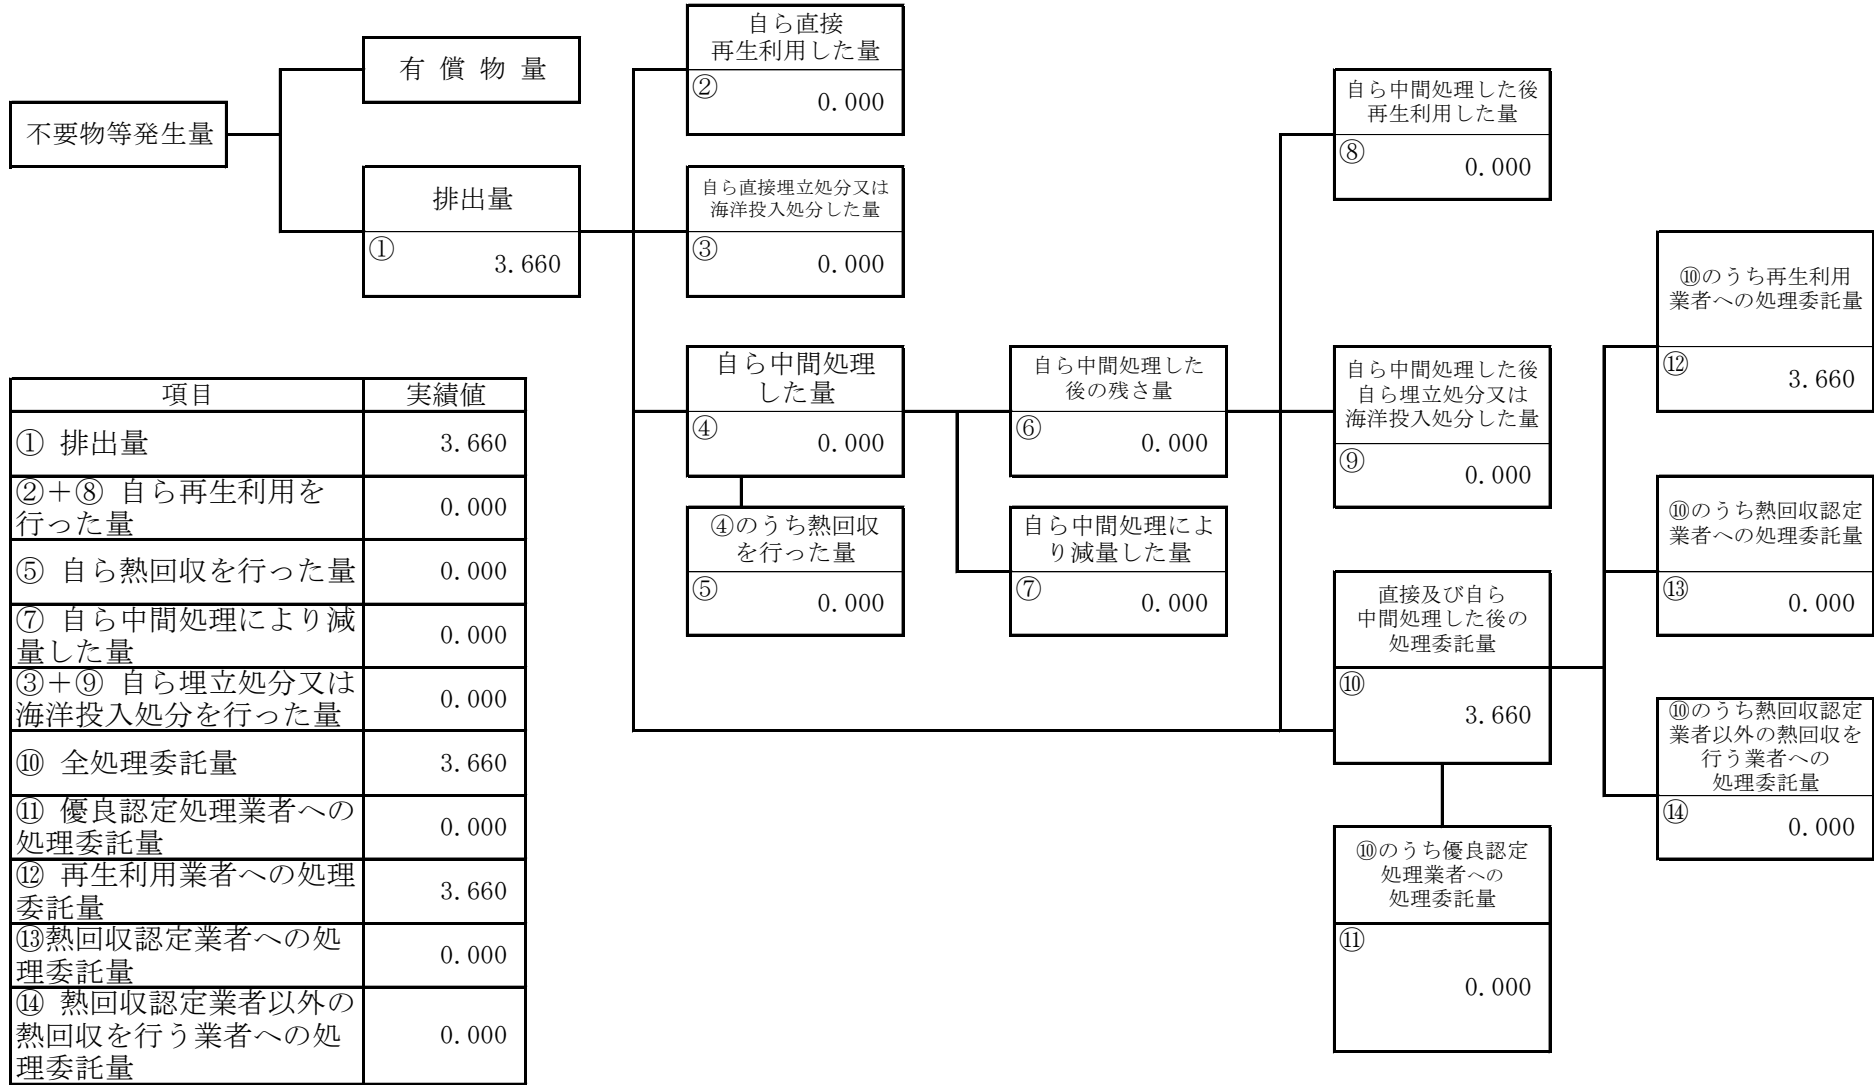 不要物等発生量
有 償 物 量
排出量
①
3.660
自ら直接
再生利用した量
②
0.000
自ら直接埋立処分又は
海洋投入処分した量
③
0.000
自ら中間処理
した量
④
0.000
④のうち熱回収
を行った量
⑤
0.000
自ら中間処理した
後の残さ量
⑥
0.000
自ら中間処理によ
り減量した量
⑦
0.000
自ら中間処理した後
再生利用した量
⑧
0.000
自ら中間処理した後
自ら埋立処分又は
海洋投入処分した量
⑨
0.000
直接及び自ら
中間処理した後の
処理委託量
⑩
3.660
⑩のうち優良認定
処理業者への
処理委託量
⑪
0.000
⑩のうち再生利用
業者への処理委託量
⑫
3.660
⑩のうち熱回収認定
業者への処理委託量
⑬
0.000
⑩のうち熱回収認定
業者以外の熱回収を
行う業者への
処理委託量
⑭
0.000
項目 実績値
① 排出量 3.660
②＋⑧ 自ら再生利用を
行った量 0.000
⑤ 自ら熱回収を行った量 0.000
⑦ 自ら中間処理により減
量した量 0.000
③＋⑨ 自ら埋立処分又は
海洋投入処分を行った量 0.000
⑩ 全処理委託量 3.660
⑪ 優良認定処理業者への
処理委託量 0.000
⑫ 再生利用業者への処理
委託量 3.660
⑬熱回収認定業者への処
理委託量 0.000
⑭ 熱回収認定業者以外の
熱回収を行う業者への処
理委託量 0.000